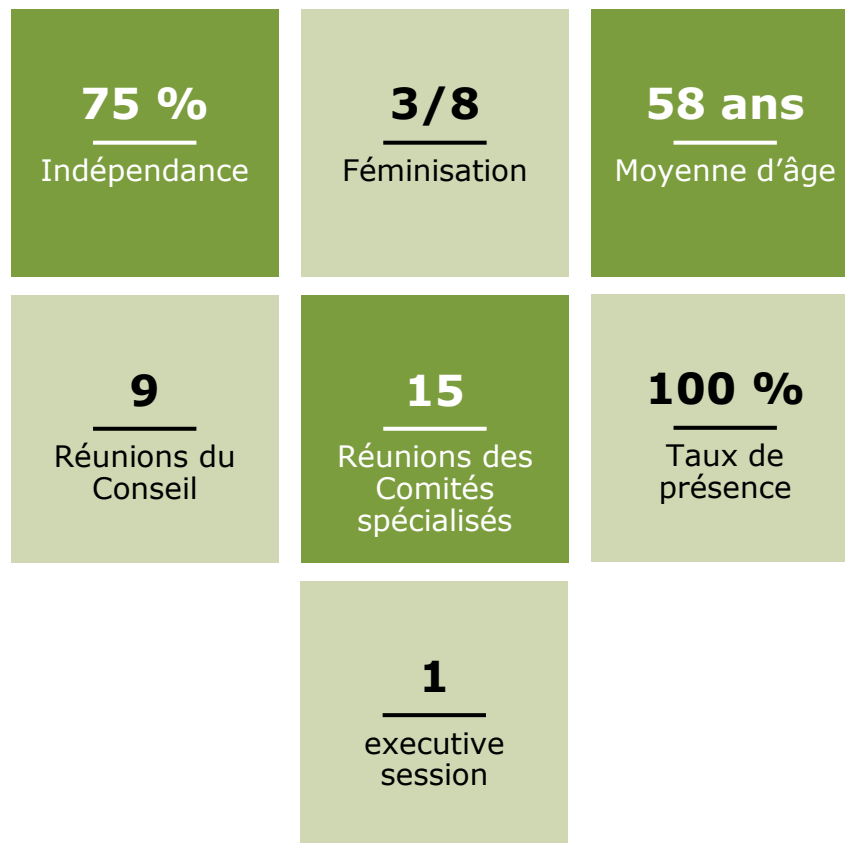 75 %
Indépendance
3/8
Féminisation
58 ans
Moyenne d’âge
9
Réunions du
Conseil
15
Réunions des
Comités
spécialisés
100 %
Taux de
présence
1
executive
session